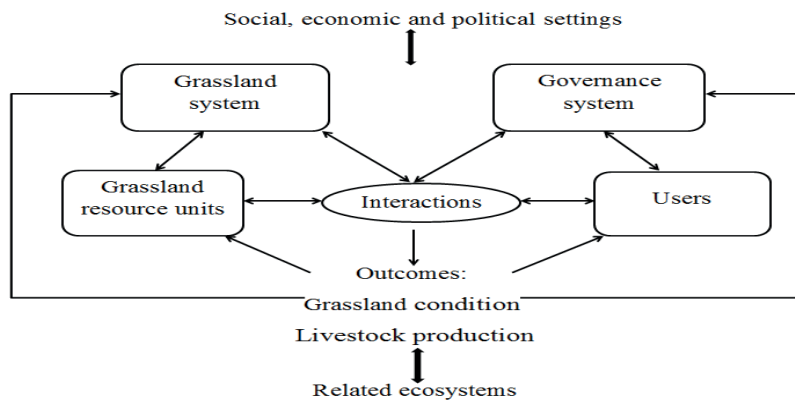 Social, economic and political settings
Grassland
system
Governance
system
Grassland
resource units
Interactions
Users
Outcomes:
Grassland condition
Livestock production
Related ecosystems